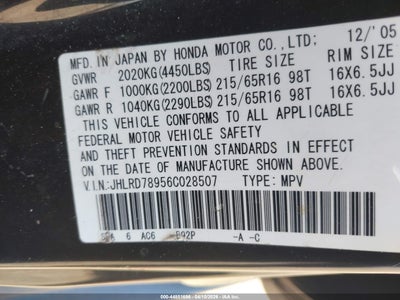 MFD. IN JAPAN BY HONDA MOTOR CO.,LTD; 12/'05
GVWR 2020KG(4450LBS) TIRE SIZE RIM SIZE
GAWR F 1000KG(2200LBS) 215/65R16 98T 16X6.5JJ
GAWR R 1040KG(2290LBS) 215/65R16 98T 16X6.5JJ
THIS VEHICLE CONFORMS TO ALL APPLICABLE
FEDERAL MOTOR VEHICLE SAFETY
AND THEFT PREVENTION STANDARDS IN EFFECT
ON THE DATE OF MANUFACTURE SHOWN ABOVE.
V.I.N:JHLRD78956C028507 TYPE: MPV
6 AC6 B92P -A -C